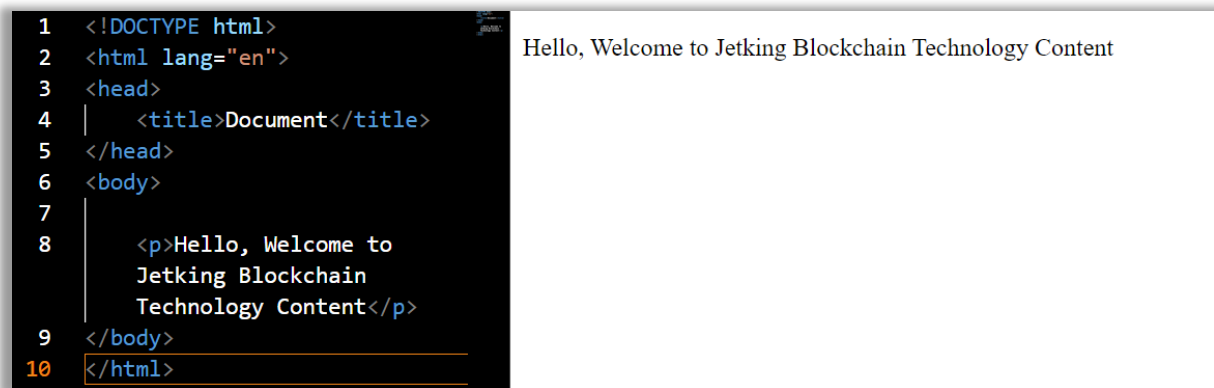 1 <!DOCTYPE html>
2 <html lang="en">
3 <head>
4 <title>Document</title>
5 </head>
6 <body>
7
8 <p>Hello, Welcome to
Jetking Blockchain
Technology Content</p>
9 </body>
10 </html>
Hello, Welcome to Jetking Blockchain Technology Content